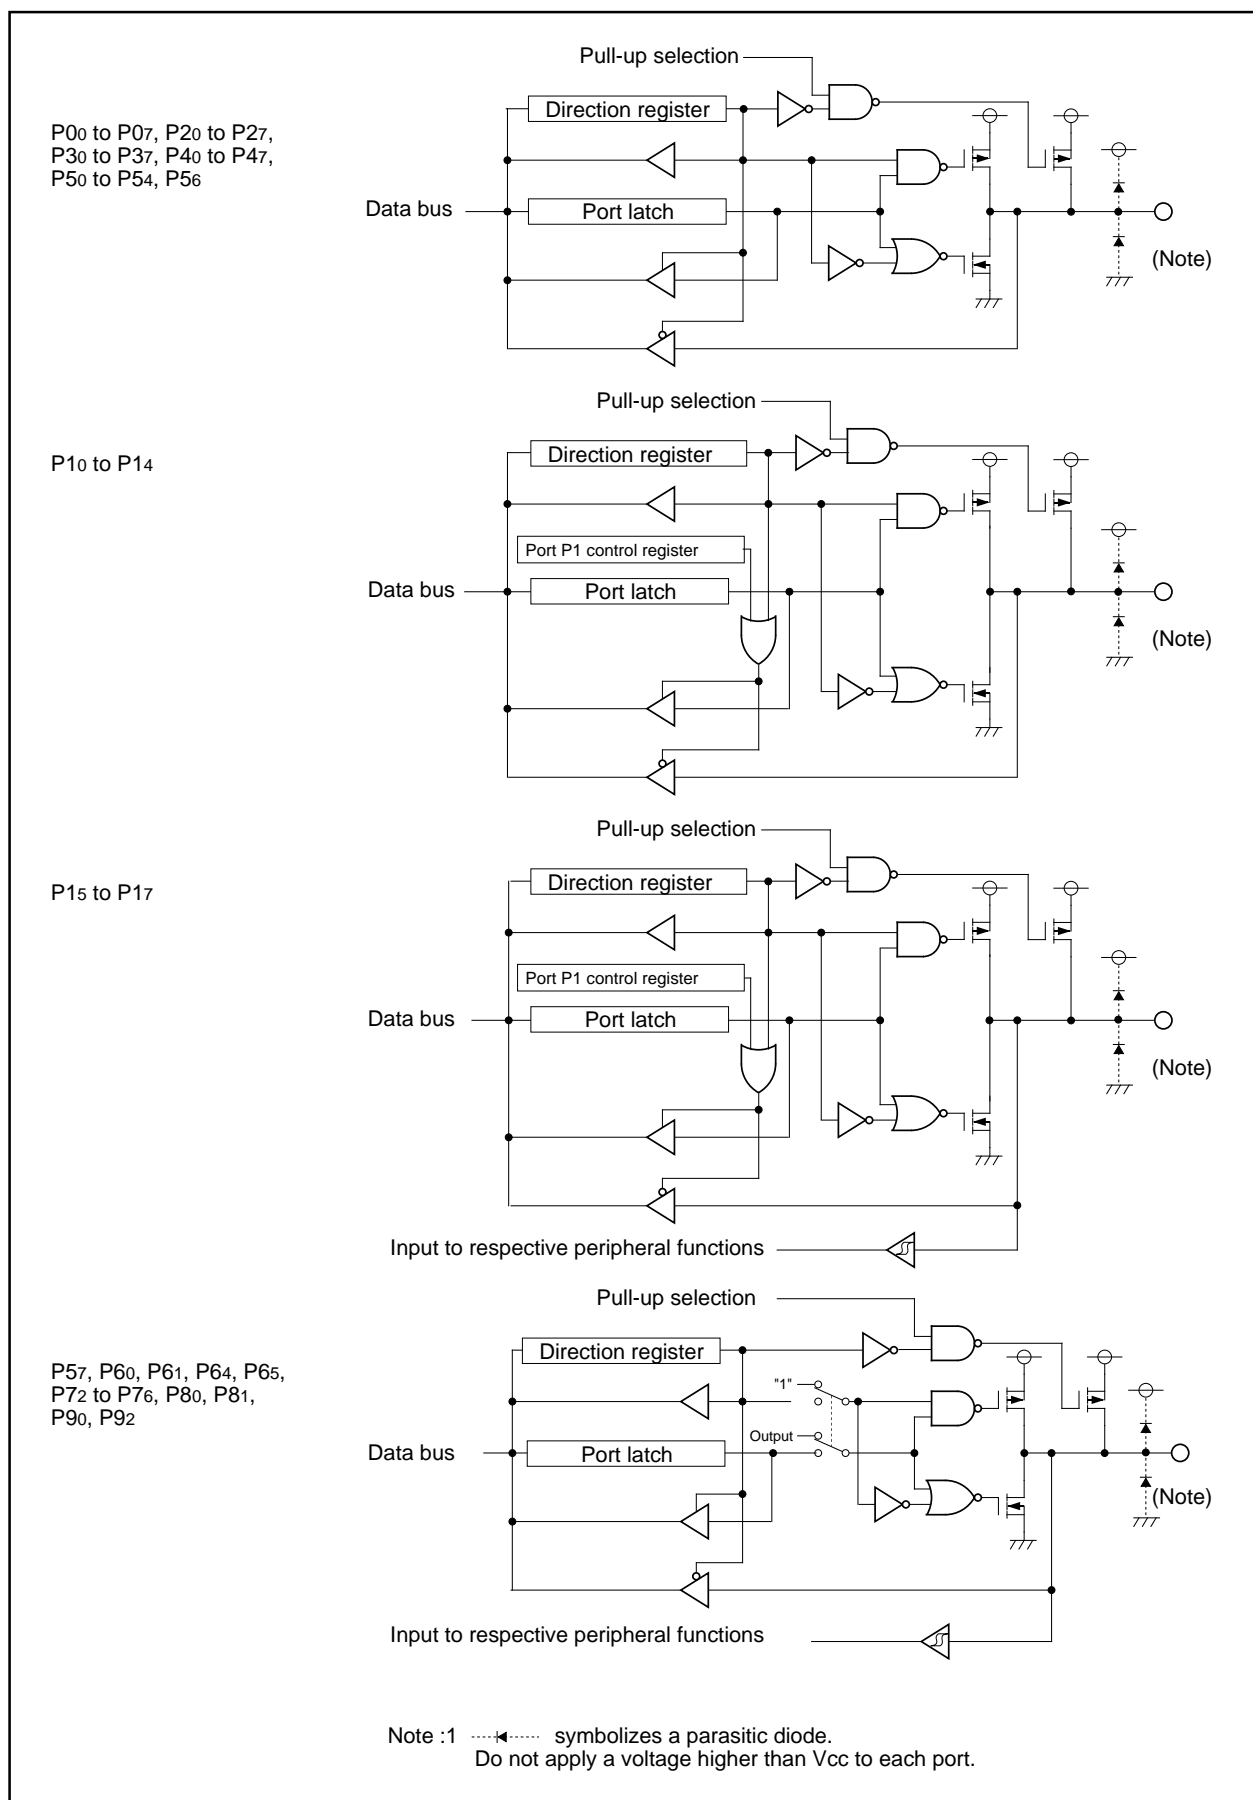 Pull-up selection
Direction register
P00 to P07, P20 to P27,
P30 to P37, P40 to P47,
P50 to P54, P56
Data bus
Port latch
(Note)
Pull-up selection
Direction register
P10 to P14
Port P1 control register
Data bus
Port latch
(Note)
Pull-up selection
Direction register
P15 to P17
Port P1 control register
Data bus
Port latch
(Note)
Input to respective peripheral functions
Pull-up selection
Direction register
P57, P60, P61, P64, P65,
P72 to P76, P80, P81,
P90, P92
"1"
Output
Data bus
Port latch
(Note)
Input to respective peripheral functions
Note :1 symbolizes a parasitic diode.
Do not apply a voltage higher than Vcc to each port.